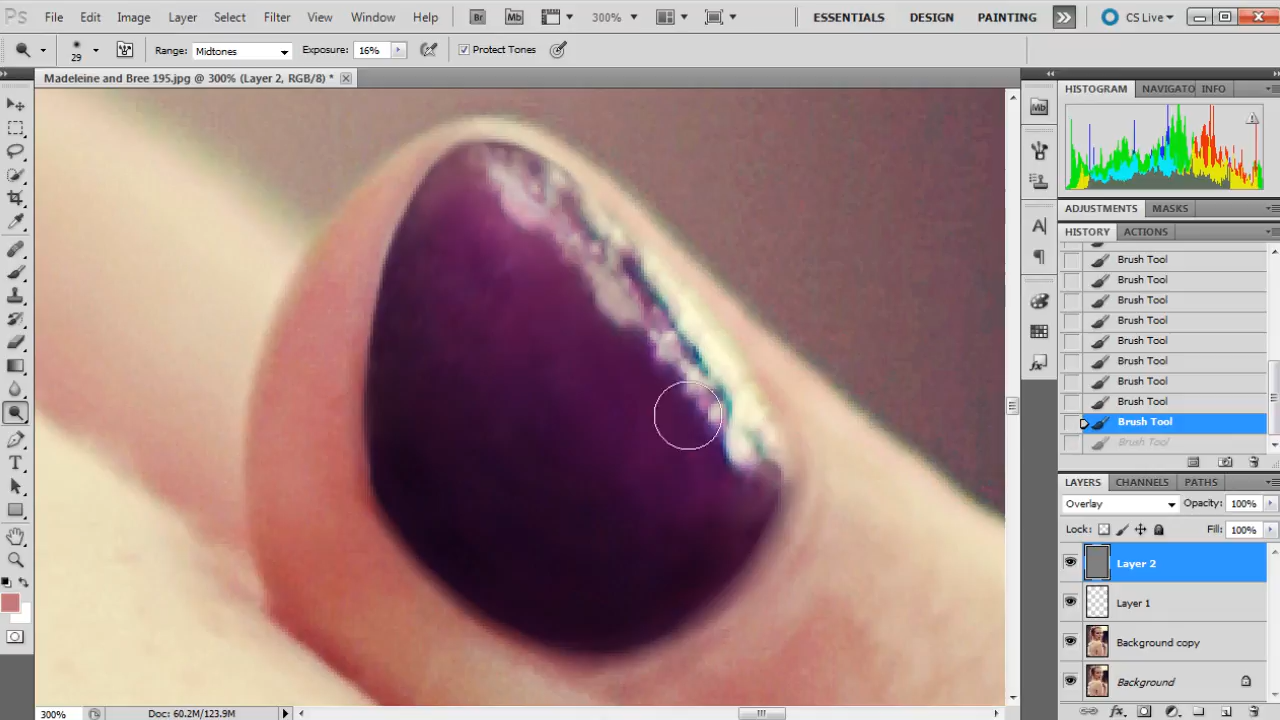 Ps File Edit Image Layer Select Filter View Window Help Br Mb 300% ESSENTIALS DESIGN PAINTING CS Live
29 Range: Midtones Exposure: 16% Protect Tones
Madeleine and Bree 195.jpg @ 300% (Layer 2, RGB/8) *
HISTOGRAM NAVIGATO INFO
Mb
ADJUSTMENTS MASKS
HISTORY ACTIONS
Brush Tool
Brush Tool
Brush Tool
Brush Tool
Brush Tool
Brush Tool
Brush Tool
Brush Tool
Brush Tool
Brush Tool
LAYERS CHANNELS PATHS
Overlay Opacity: 100%
Lock: Fill: 100%
Layer 2
Layer 1
Background copy
Background
300% Doc: 60.2M/123.9M